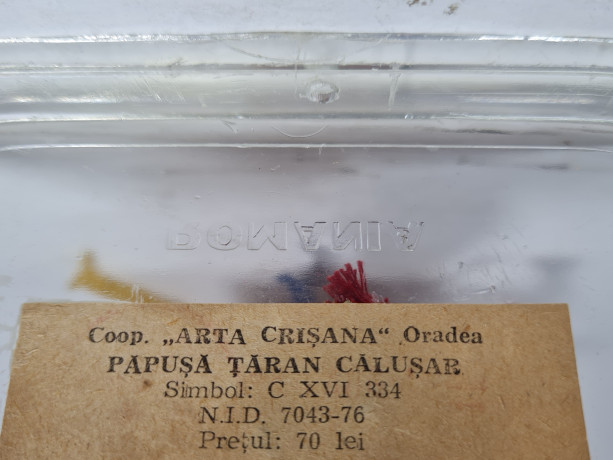 ROMANIA
Coop. „ARTA CRIȘANA“ Oradea
PĂPUȘĂ ȚĂRAN CĂLUȘAR
Simbol: C XVI 334
N.I.D. 7043-76
Prețul: 70 lei